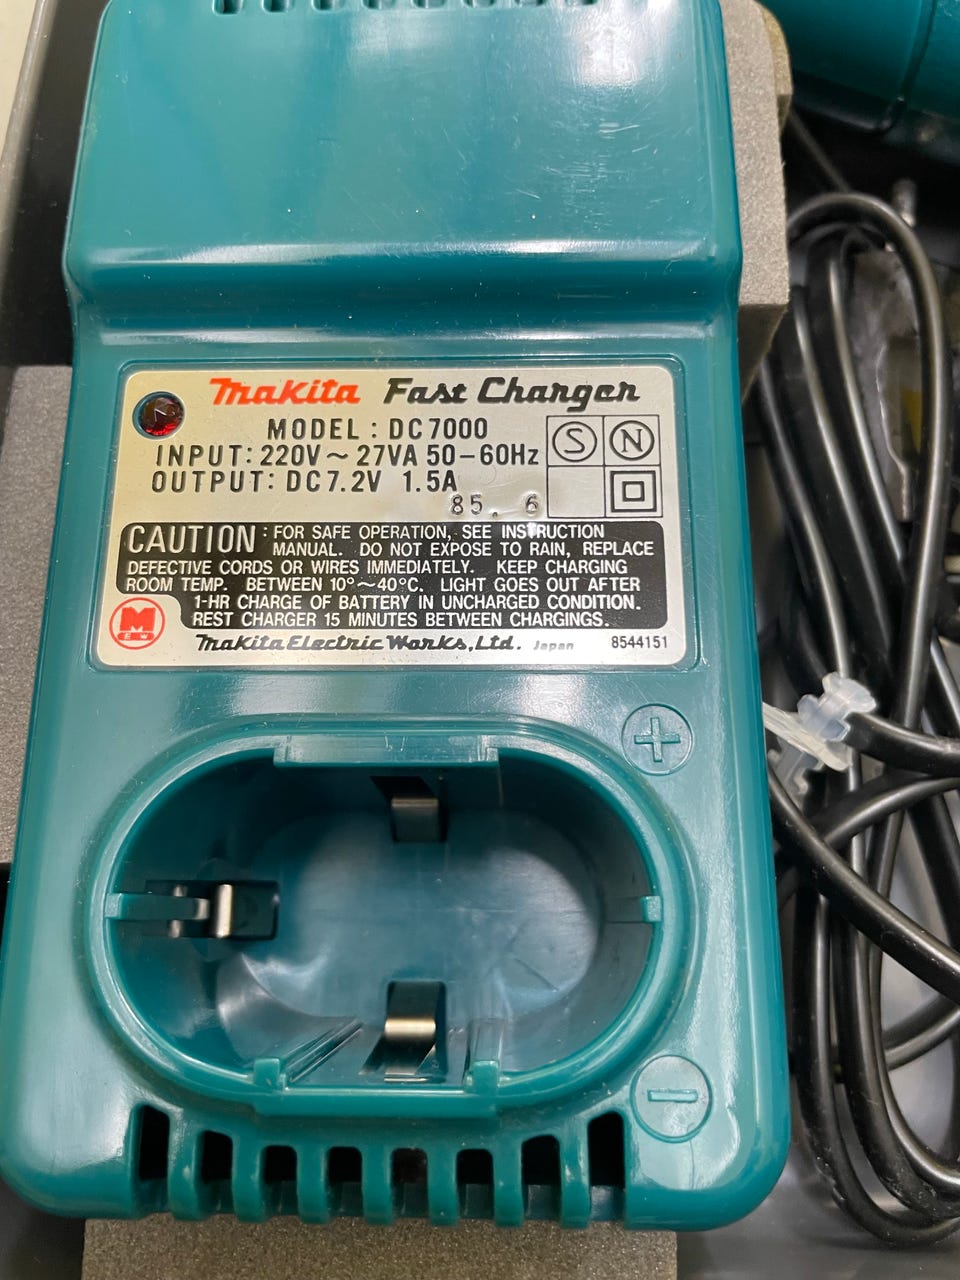 Makita Fast Charger
MODEL : DC7000
INPUT: 220V~27VA 50-60Hz
OUTPUT: DC7.2V 1.5A
S N
85. 6
CAUTION : FOR SAFE OPERATION, SEE INSTRUCTION
MANUAL. DO NOT EXPOSE TO RAIN, REPLACE
DEFECTIVE CORDS OR WIRES IMMEDIATELY. KEEP CHARGING
ROOM TEMP. BETWEEN 10°~40°C. LIGHT GOES OUT AFTER
1-HR CHARGE OF BATTERY IN UNCHARGED CONDITION.
REST CHARGER 15 MINUTES BETWEEN CHARGINGS.
M
E W
Makita Electric Works, Ltd. Japan 8544151
+
−